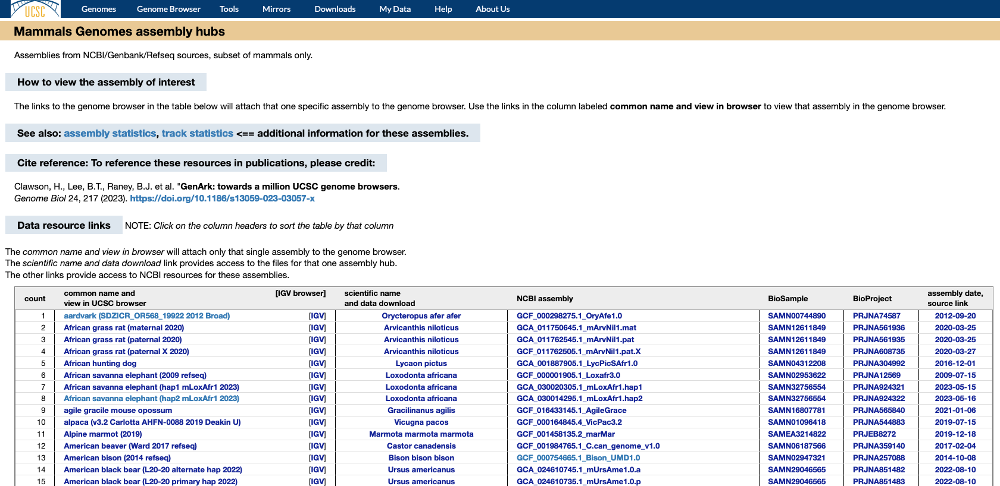 UCSC
Genomes Genome Browser Tools Mirrors Downloads My Data Help About Us
Mammals Genomes assembly hubs
Assemblies from NCBI/Genbank/Refseq sources, subset of mammals only.
How to view the assembly of interest
The links to the genome browser in the table below will attach that one specific assembly to the genome browser. Use the links in the column labeled common name and view in browser to view that assembly in the genome browser.
See also: assembly statistics, track statistics <== additional information for these assemblies.
Cite reference: To reference these resources in publications, please credit:
Clawson, H., Lee, B.T., Raney, B.J. et al. "GenArk: towards a million UCSC genome browsers.
Genome Biol 24, 217 (2023). https://doi.org/10.1186/s13059-023-03057-x
Data resource links NOTE: Click on the column headers to sort the table by that column
The common name and view in browser will attach only that single assembly to the genome browser.
The scientific name and data download link provides access to the files for that one assembly hub.
The other links provide access to NCBI resources for these assemblies.
count common name and view in UCSC browser [IGV browser] scientific name and data download NCBI assembly BioSample BioProject assembly date, source link
1 aardvark (SDZICR_OR568_19922 2012 Broad) [IGV] Orycteropus afer afer GCF_000298275.1_OryAfe1.0 SAMN00744890 PRJNA74587 2012-09-20
2 African grass rat (maternal 2020) [IGV] Arvicanthis niloticus GCA_011750645.1_mArvNil1.mat SAMN12611849 PRJNA561936 2020-03-25
3 African grass rat (paternal 2020) [IGV] Arvicanthis niloticus GCA_011762545.1_mArvNil1.pat SAMN12611849 PRJNA561935 2020-03-25
4 African grass rat (paternal X 2020) [IGV] Arvicanthis niloticus GCF_011762505.1_mArvNil1.pat.X SAMN12611849 PRJNA608735 2020-03-27
5 African hunting dog [IGV] Lycaon pictus GCA_001887905.1_LycPicSAfr1.0 SAMN04312208 PRJNA304992 2016-12-01
6 African savanna elephant (2009 refseq) [IGV] Loxodonta africana GCF_000001905.1_Loxafr3.0 SAMN02953622 PRJNA12569 2009-07-15
7 African savanna elephant (hap1 mLoxAfr1 2023) [IGV] Loxodonta africana GCA_030020305.1_mLoxAfr1.hap1 SAMN32756554 PRJNA924321 2023-05-15
8 African savanna elephant (hap2 mLoxAfr1 2023) [IGV] Loxodonta africana GCA_030014295.1_mLoxAfr1.hap2 SAMN32756554 PRJNA924322 2023-05-16
9 agile gracile mouse opossum [IGV] Gracilinanus agilis GCF_016433145.1_AgileGrace SAMN16807781 PRJNA565840 2021-01-06
10 alpaca (v3.2 Carlotta AHFN-0088 2019 Deakin U) [IGV] Vicugna pacos GCF_000164845.4_VicPac3.2 SAMN01096418 PRJNA544883 2019-07-15
11 Alpine marmot (2019) [IGV] Marmota marmota marmota GCF_001458135.2_marMar SAMEA3214822 PRJEB8272 2019-12-18
12 American beaver (Ward 2017 refseq) [IGV] Castor canadensis GCF_001984765.1_C.can_genome_v1.0 SAMN06187566 PRJNA359140 2017-02-04
13 American bison (2014 refseq) [IGV] Bison bison bison GCF_000754665.1_Bison_UMD1.0 SAMN02947321 PRJNA257088 2014-10-08
14 American black bear (L20-20 alternate hap 2022) [IGV] Ursus americanus GCA_024610745.1_mUrsAme1.0.a SAMN29046565 PRJNA851482 2022-08-10
15 American black bear (L20-20 primary hap 2022) [IGV] Ursus americanus GCA_024610735.1_mUrsAme1.0.p SAMN29046565 PRJNA851483 2022-08-10